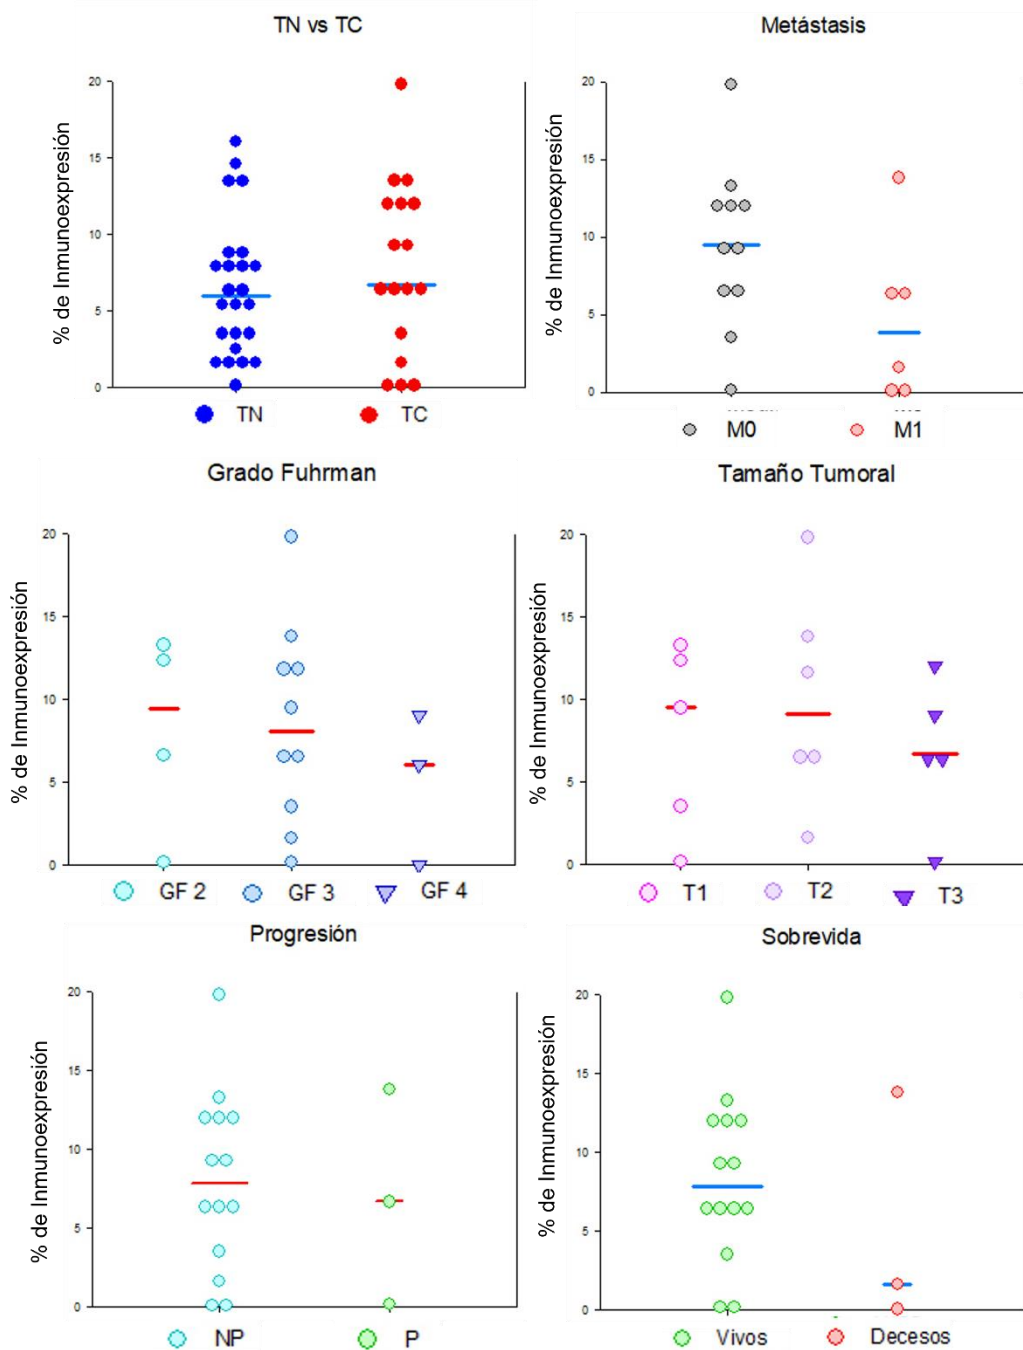 TN vs TC
% de Inmunoexpresión
20
15
10
5
0
TN TC
Metástasis
% de Inmunoexpresión
20
15
10
5
0
M0 M1
Grado Fuhrman
% de Inmunoexpresión
20
15
10
5
0
GF 2 GF 3 GF 4
Tamaño Tumoral
% de Inmunoexpresión
20
15
10
5
0
T1 T2 T3
Progresión
% de Inmunoexpresión
20
15
10
5
0
NP P
Sobrevida
% de Inmunoexpresión
20
15
10
5
0
Vivos Decesos